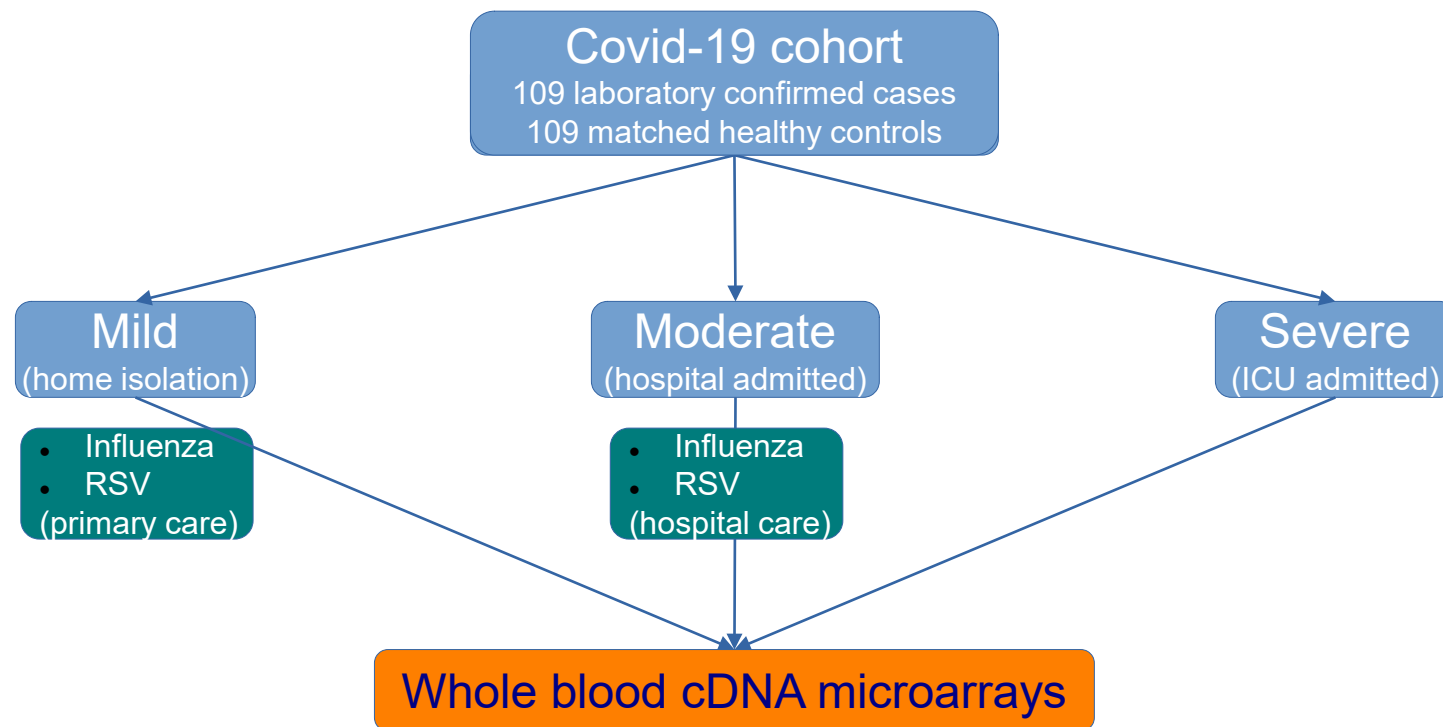 Covid-19 cohort
109 laboratory confirmed cases
109 matched healthy controls
Mild
(home isolation)
Moderate
(hospital admitted)
Severe
(ICU admitted)
• Influenza
• RSV
(primary care)
• Influenza
• RSV
(hospital care)
Whole blood cDNA microarrays